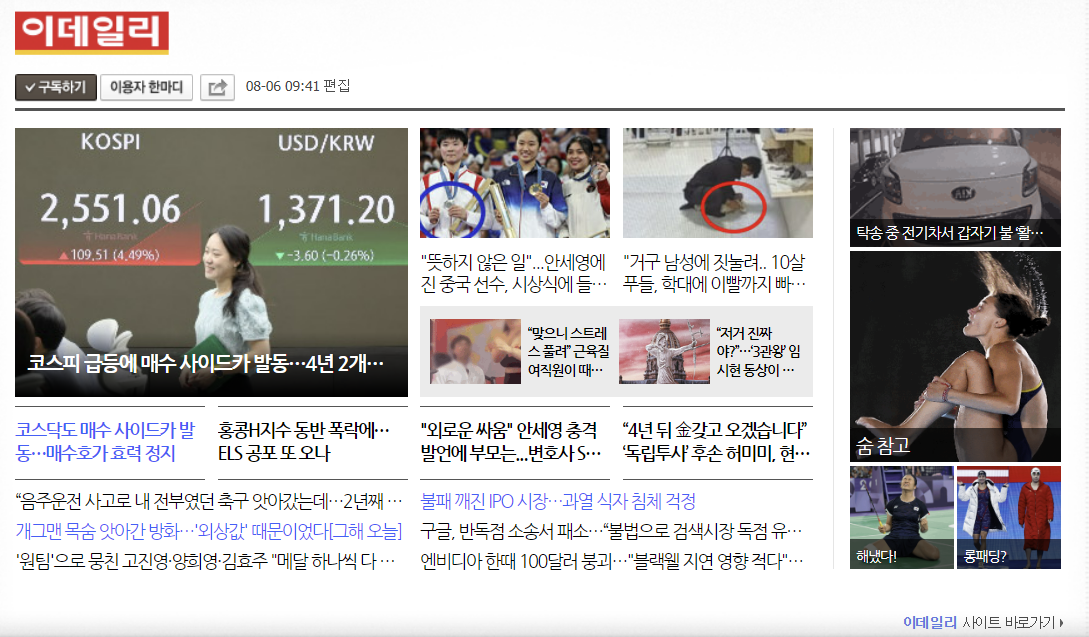 이데일리
구독하기 이용자 한마디 08-06 09:41 편집
KOSPI USD/KRW
2,551.06 1,371.20
Hana Bank Hana Bank
▲109.51 (4.49%) ▼-3.60 (-0.26%)
코스피 급등에 매수 사이드카 발동…4년 2개…
"뜻하지 않은 일"...안세영에
진 중국 선수, 시상식에 들…
"거구 남성에 짓눌려.. 10살
푸들, 학대에 이빨까지 빠…
“맞으니 스트레
스 풀려” 근육질
여직원이 때…
“저거 진짜
야?”…‘3관왕’ 임
시현 동상이 …
KIA
탁송 중 전기차서 갑자기 불 ‘활…
숨 참고
해냈다!
롱패딩?
코스닥도 매수 사이드카 발
동…매수호가 효력 정지
홍콩H지수 동반 폭락에…
ELS 공포 또 오나
"외로운 싸움" 안세영 충격
발언에 부모는...변호사 S…
“4년 뒤 金갖고 오겠습니다”
‘독립투사’ 후손 허미미, 현…
“음주운전 사고로 내 전부였던 축구 앗아갔는데…2년째 …
개그맨 목숨 앗아간 방화…'외상값' 때문이었다[그해 오늘]
'원팀'으로 뭉친 고진영·양희영·김효주 "메달 하나씩 다 …
불패 깨진 IPO 시장…과열 식자 침체 걱정
구글, 반독점 소송서 패소…“불법으로 검색시장 독점 유…
엔비디아 한때 100달러 붕괴…"블랙웰 지연 영향 적다"…
이데일리 사이트 바로가기